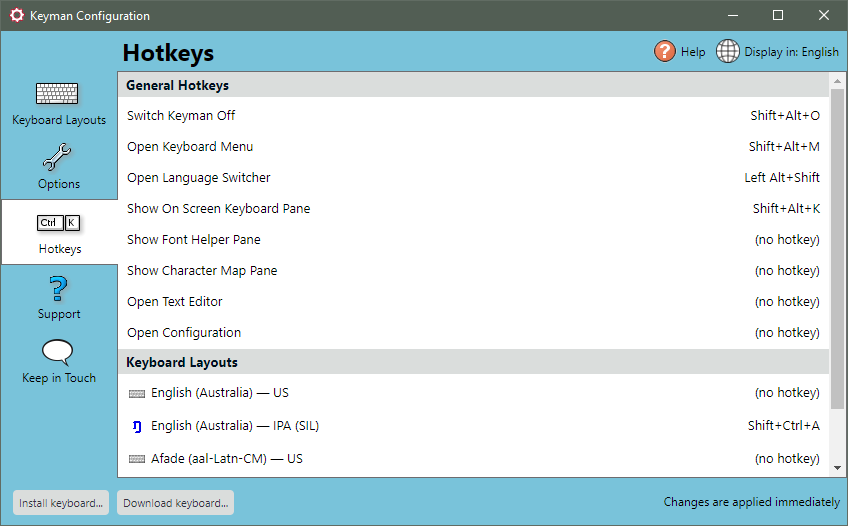 Keyman Configuration
Hotkeys
Help
Display in: English
Keyboard Layouts
Options
Ctrl K
Hotkeys
Support
Keep in Touch
General Hotkeys
Switch Keyman Off Shift+Alt+O
Open Keyboard Menu Shift+Alt+M
Open Language Switcher Left Alt+Shift
Show On Screen Keyboard Pane Shift+Alt+K
Show Font Helper Pane (no hotkey)
Show Character Map Pane (no hotkey)
Open Text Editor (no hotkey)
Open Configuration (no hotkey)
Keyboard Layouts
English (Australia) — US (no hotkey)
English (Australia) — IPA (SIL) Shift+Ctrl+A
Afade (aal-Latn-CM) — US (no hotkey)
Install keyboard... Download keyboard... Changes are applied immediately